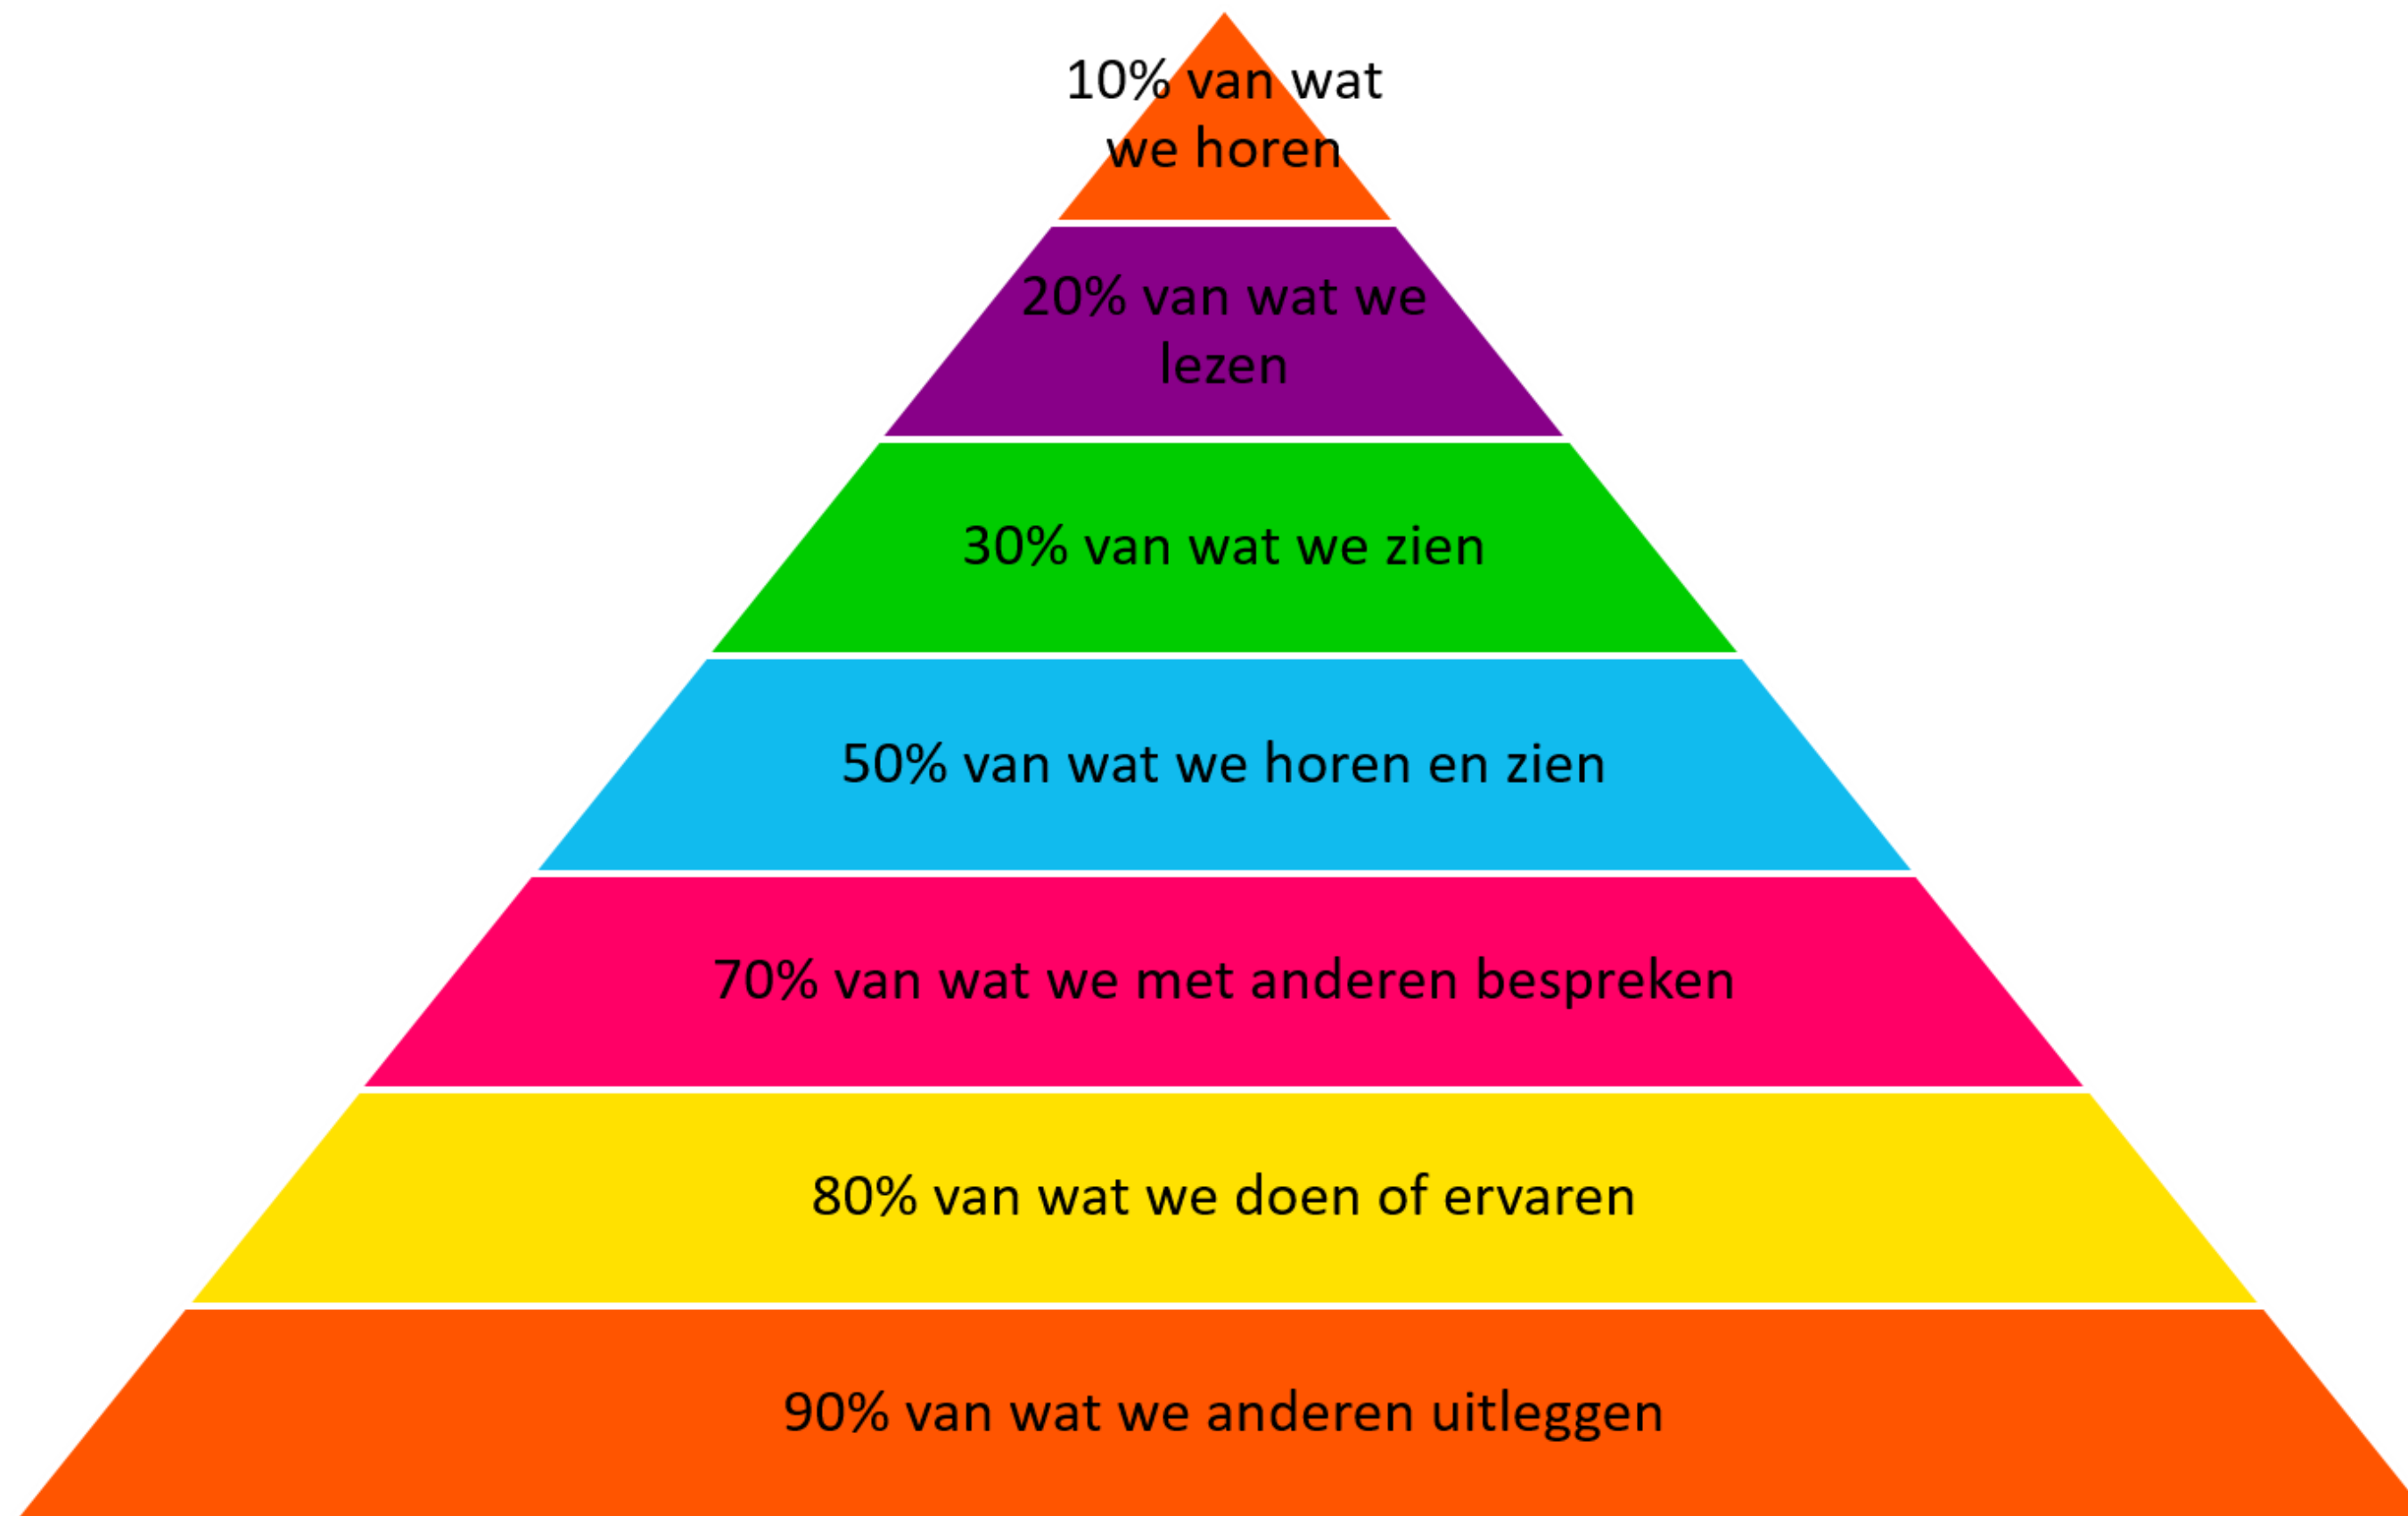 10% van wat
we horen
20% van wat we
lezen
30% van wat we zien
50% van wat we horen en zien
70% van wat we met anderen bespreken
80% van wat we doen of ervaren
90% van wat we anderen uitleggen